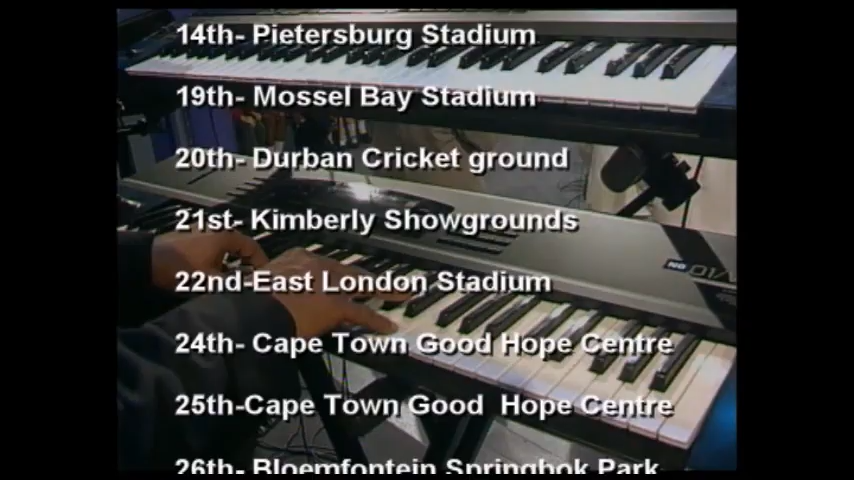 14th- Pietersburg Stadium
19th- Mossel Bay Stadium
20th- Durban Cricket ground
21st- Kimberly Showgrounds
22nd-East London Stadium
24th- Cape Town Good Hope Centre
25th-Cape Town Good  Hope Centre
26th- Bloemfontein Springbok Park